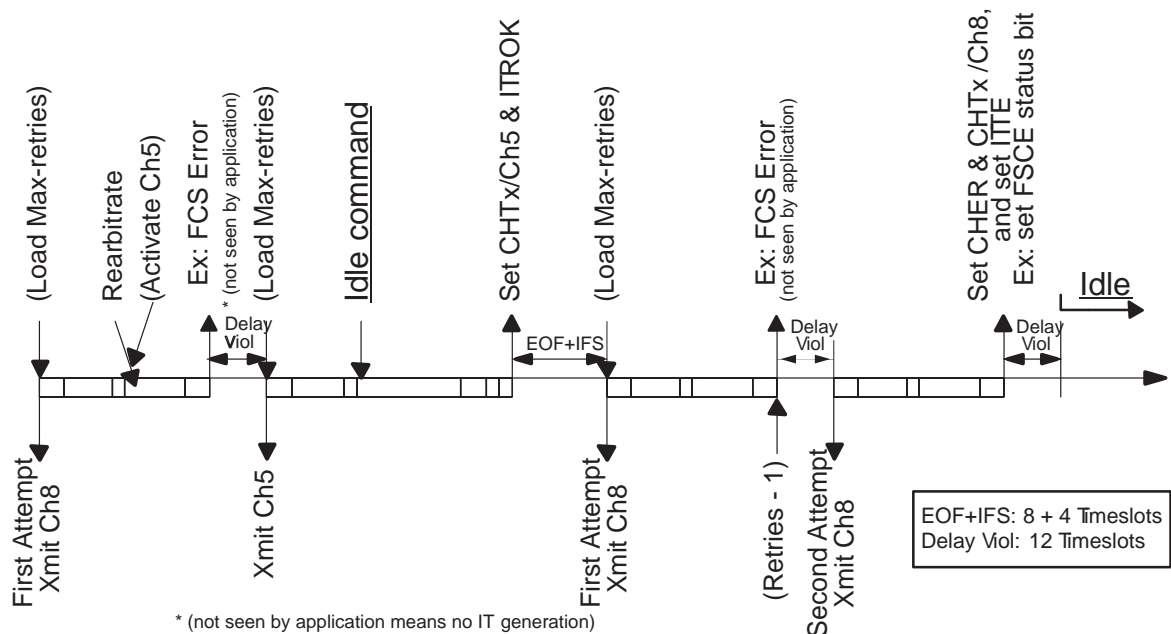 (Load Max-retries)
Rearbitrate
(Activate Ch5)
Ex: FCS Error
* (not seen by application)
(Load Max-retries)
Idle command
Set CHTx/Ch5 & ITROK
(Load Max-retries)
Ex: FCS Error
(not seen by application)
Set CHER & CHTx /Ch8,
and set ITTE
Ex: set FSCE status bit
Idle
Delay
Viol
EOF+IFS
Delay
Viol
Delay
Viol
First Attempt
Xmit Ch8
Xmit Ch5
First Attempt
Xmit Ch8
(Retries - 1)
Second Attempt
Xmit Ch8
EOF+IFS: 8 + 4 Timeslots
Delay Viol: 12 Timeslots
* (not seen by application means no IT generation)